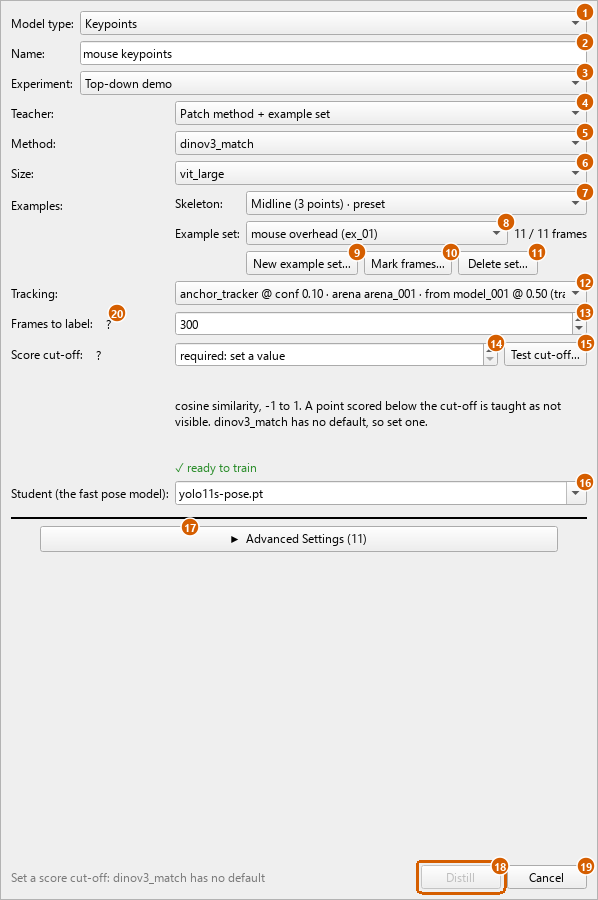 Model type: Keypoints 1
Name: mouse keypoints 2
Experiment: Top-down demo 3
Teacher: Patch method + example set 4
Method: dinov3_match 5
Size: vit_large 6
Examples: Skeleton: Midline (3 points) · preset 7
Example set: mouse overhead (ex_01) 8 11 / 11 frames
New example set... 9 Mark frames... 10 Delete set... 11
Tracking: anchor_tracker @ conf 0.10 · arena arena_001 · from model_001 @ 0.50 (tra 12
Frames to label: ? 20 300 13
Score cut-off: ? required: set a value 14 Test cut-off... 15
cosine similarity, -1 to 1. A point scored below the cut-off is taught as not
visible. dinov3_match has no default, so set one.
✓ ready to train
Student (the fast pose model): yolo11s-pose.pt 16
17
► Advanced Settings (11)
Set a score cut-off: dinov3_match has no default Distill 18 Cancel 19